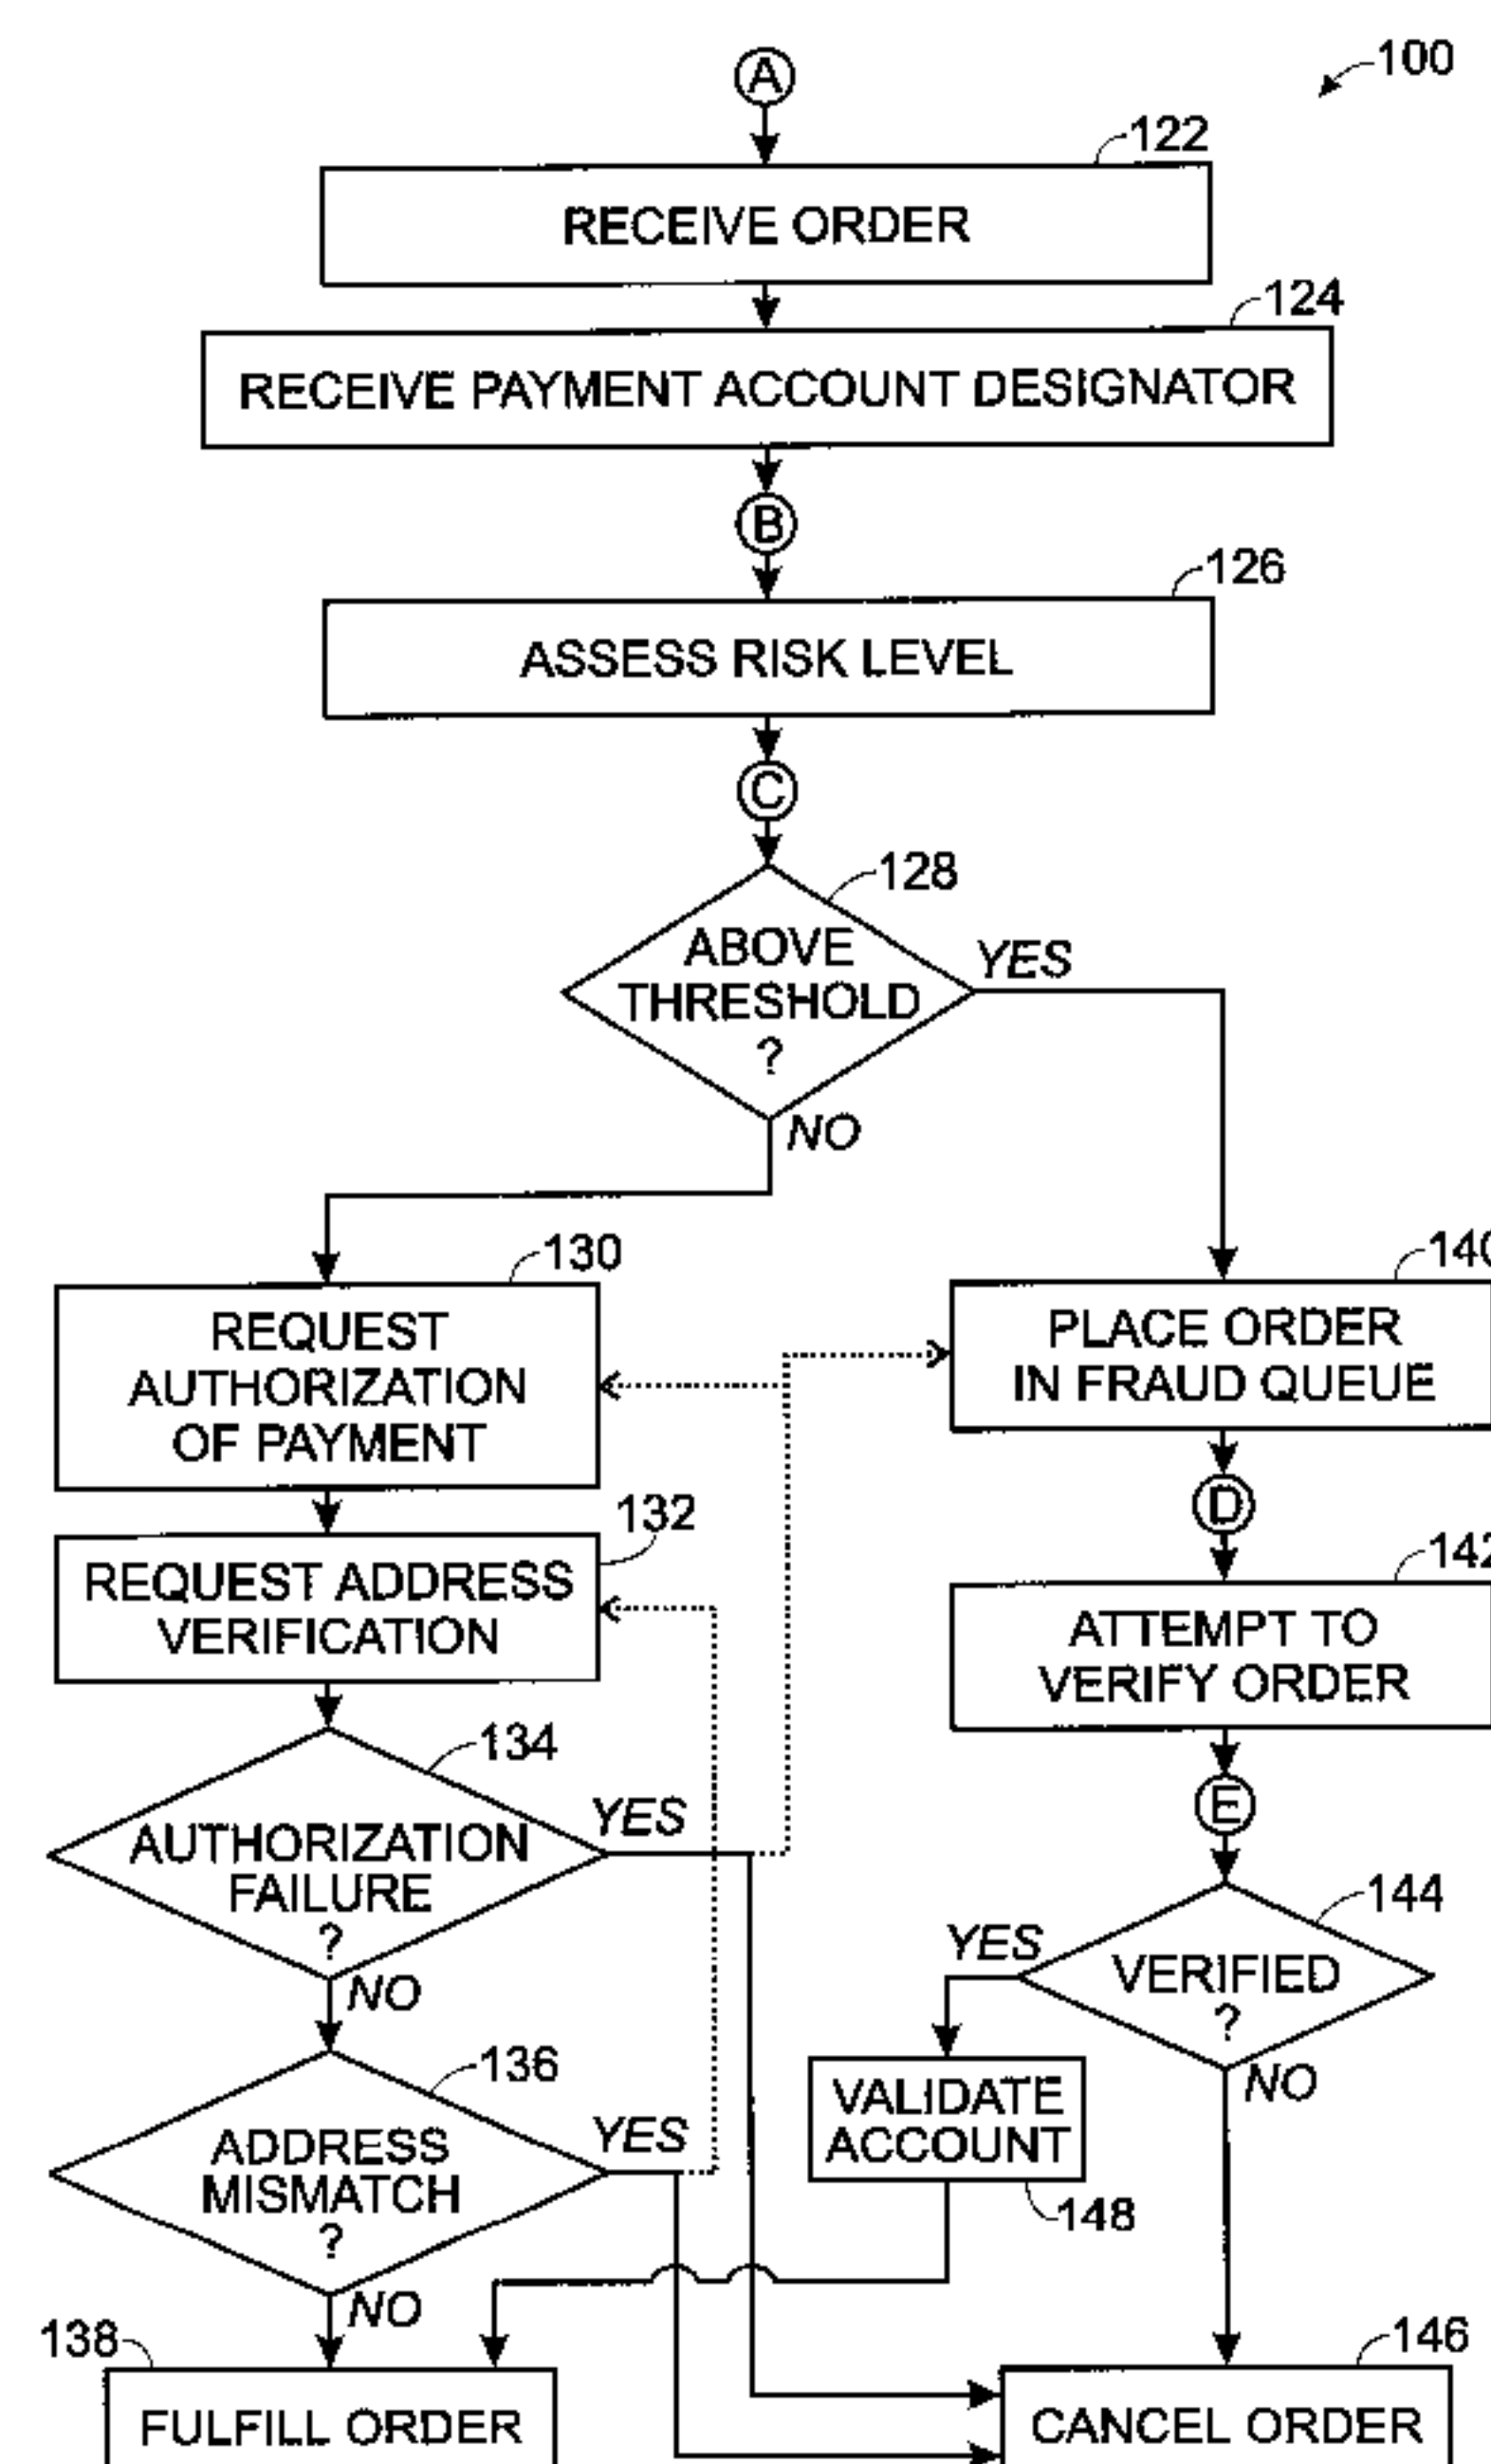 A
100
122
RECEIVE ORDER
124
RECEIVE PAYMENT ACCOUNT DESIGNATOR
B
126
ASSESS RISK LEVEL
C
128
ABOVE
THRESHOLD
?
YES
NO
130
REQUEST
AUTHORIZATION
OF PAYMENT
140
PLACE ORDER
IN FRAUD QUEUE
D
132
REQUEST ADDRESS
VERIFICATION
142
ATTEMPT TO
VERIFY ORDER
E
134
AUTHORIZATION
FAILURE
?
YES
NO
144
VERIFIED
?
YES
NO
136
ADDRESS
MISMATCH
?
YES
NO
VALIDATE
ACCOUNT
148
138
FULFILL ORDER
146
CANCEL ORDER